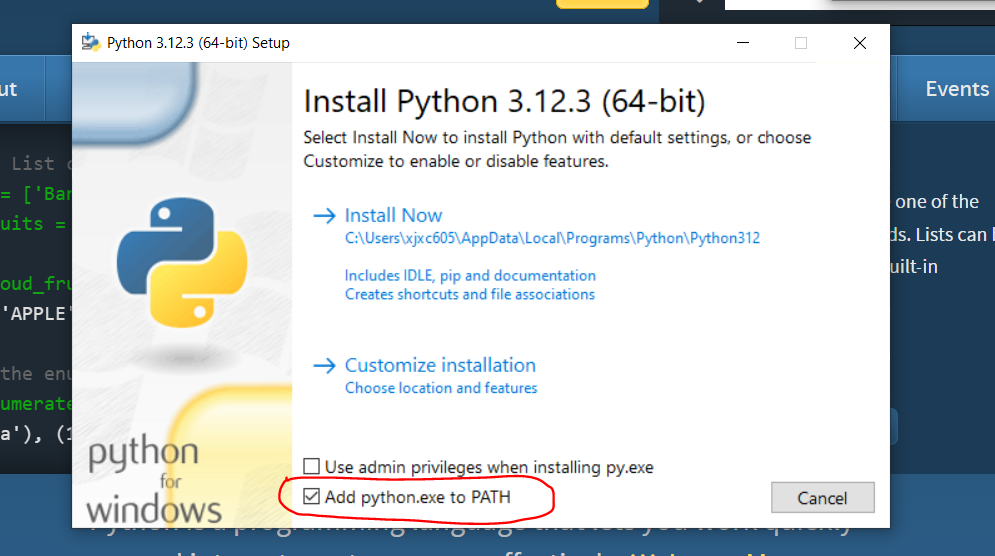 Python 3.12.3 (64-bit) Setup
ut
Events
Install Python 3.12.3 (64-bit)
Select Install Now to install Python with default settings, or choose
Customize to enable or disable features.
List
= ['Ban
uits =
oud_fru
'APPLE'
the enu
umerate
a'), (1
Install Now
C:\Users\xjxc605\AppData\Local\Programs\Python\Python312
Includes IDLE, pip and documentation
Creates shortcuts and file associations
Customize installation
Choose location and features
one of the
ds. Lists can
uilt-in
python
for
windows
Use admin privileges when installing py.exe
Add python.exe to PATH
Cancel